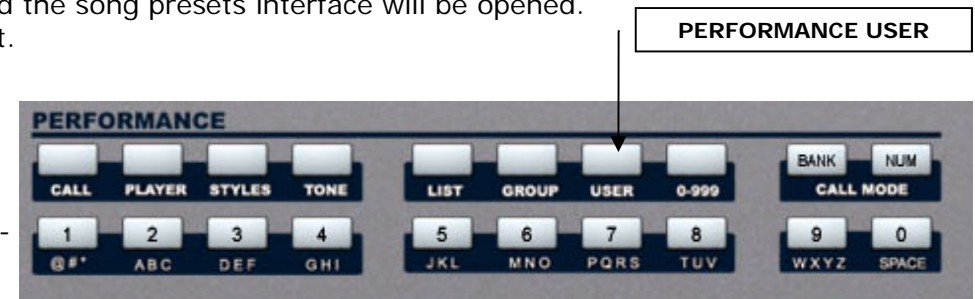 d the song presets interface will be opened.
t.
PERFORMANCE USER
PERFORMANCE
BANK NUM
CALL PLAYER STYLES TONE LIST GROUP USER 0-999 CALL MODE
-
1 2 3 4 5 6 7 8 9 0
@#* ABC DEF GHI JKL MNO PQRS TUV WXYZ SPACE